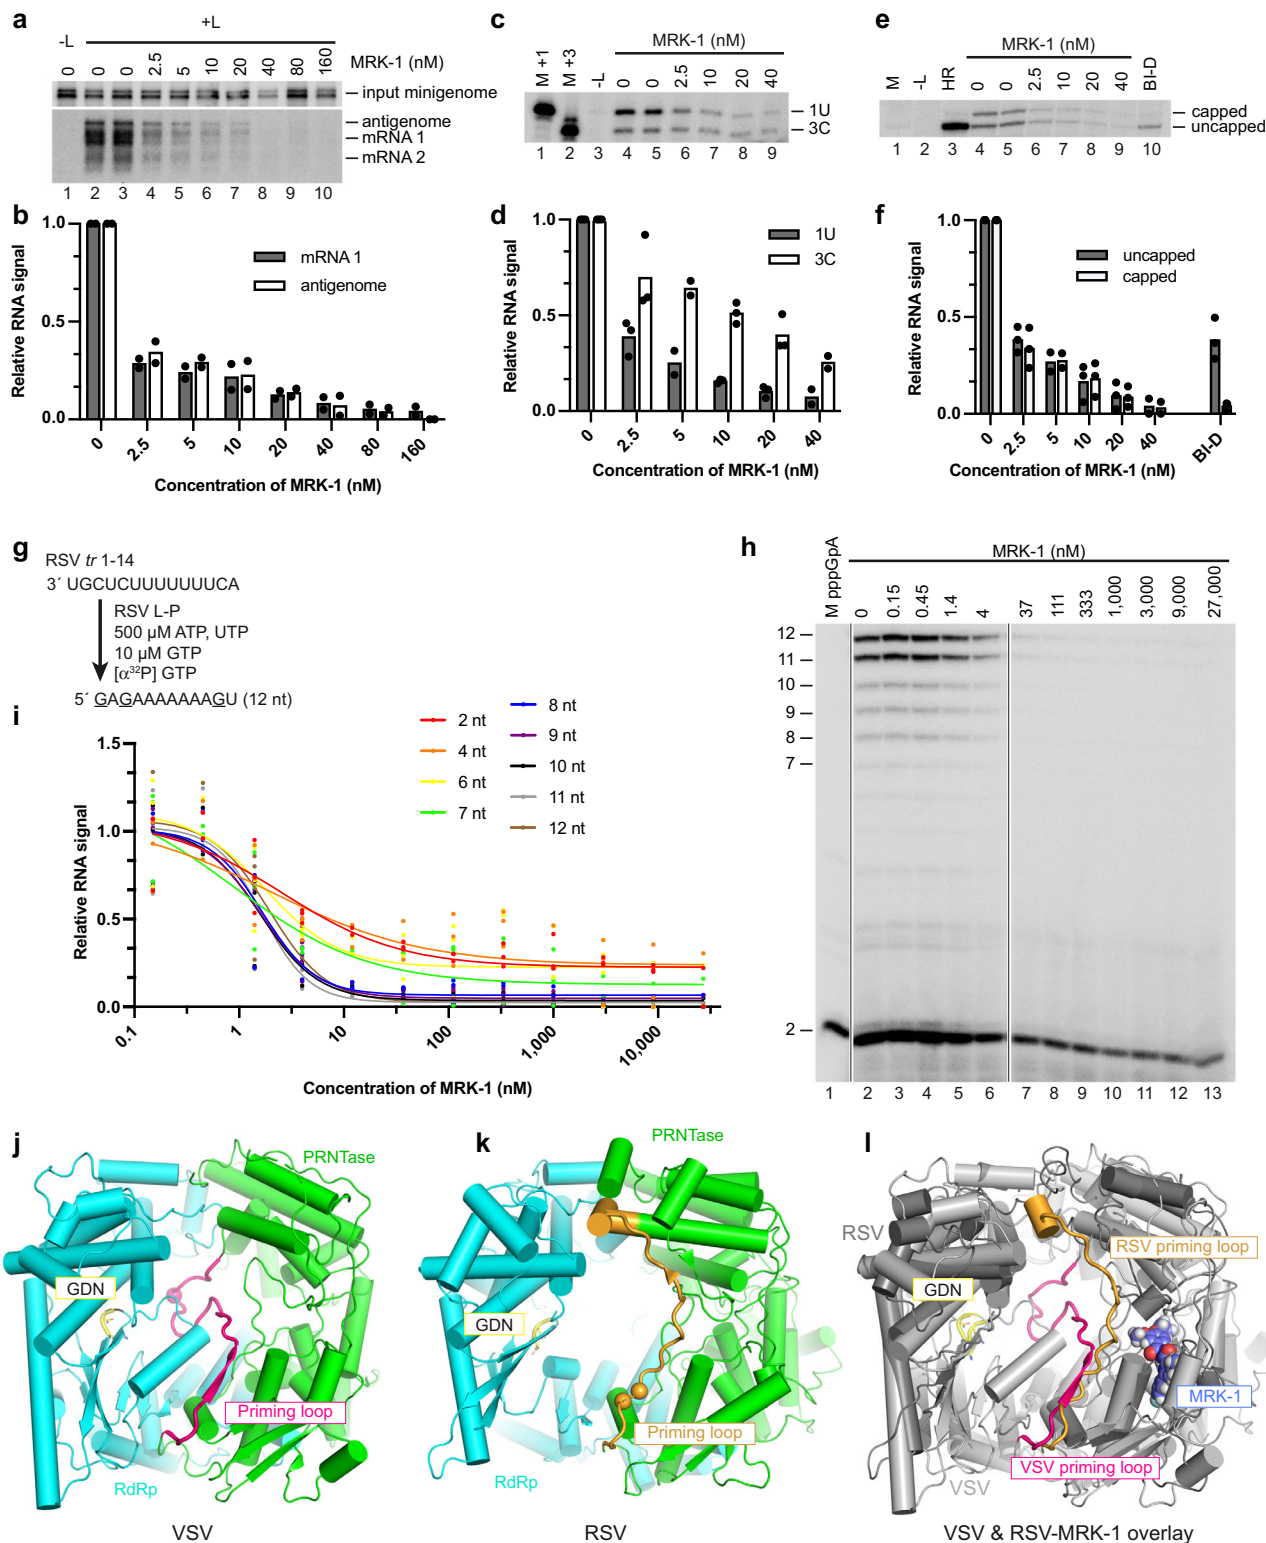 a
+L
-L
0 0 0 2.5 5 10 20 40 80 160 MRK-1 (nM)
input minigenome
antigenome
mRNA 1
mRNA 2
1 2 3 4 5 6 7 8 9 10
b
Relative RNA signal
1.0
0.5
0.0
mRNA 1
antigenome
0 2.5 5 10 20 40 80 160
Concentration of MRK-1 (nM)
c
MRK-1 (nM)
M +1 M +3 -L 0 0 2.5 10 20 40
1U
3C
1 2 3 4 5 6 7 8 9
d
Relative RNA signal
1.0
0.5
0.0
1U
3C
0 2.5 5 10 20 40
Concentration of MRK-1 (nM)
e
MRK-1 (nM)
M -L HR 0 0 2.5 10 20 40 BI-D
capped
uncapped
1 2 3 4 5 6 7 8 9 10
f
Relative RNA signal
1.0
0.5
0.0
uncapped
capped
0 2.5 5 10 20 40 BI-D
Concentration of MRK-1 (nM)
g
RSV tr 1-14
3´ UGCUCUUUUUUUCA
RSV L-P
500 µM ATP, UTP
10 µM GTP
[α³²P] GTP
5´ GAGAAAAAAAGU (12 nt)
h
MRK-1 (nM)
M pppGpA 0 0.15 0.45 1.4 4 37 111 333 1,000 3,000 9,000 27,000
12
11
10
9
8
7
2
1 2 3 4 5 6 7 8 9 10 11 12 13
i
Relative RNA signal
1.5
1.0
0.5
0.0
2 nt
4 nt
6 nt
7 nt
8 nt
9 nt
10 nt
11 nt
12 nt
0.1 1 10 100 1,000 10,000
Concentration of MRK-1 (nM)
j
PRNTase
GDN
Priming loop
RdRp
VSV
k
PRNTase
GDN
Priming loop
RSV
l
RSV
RSV priming loop
GDN
MRK-1
VSV priming loop
VSV
VSV & RSV-MRK-1 overlay